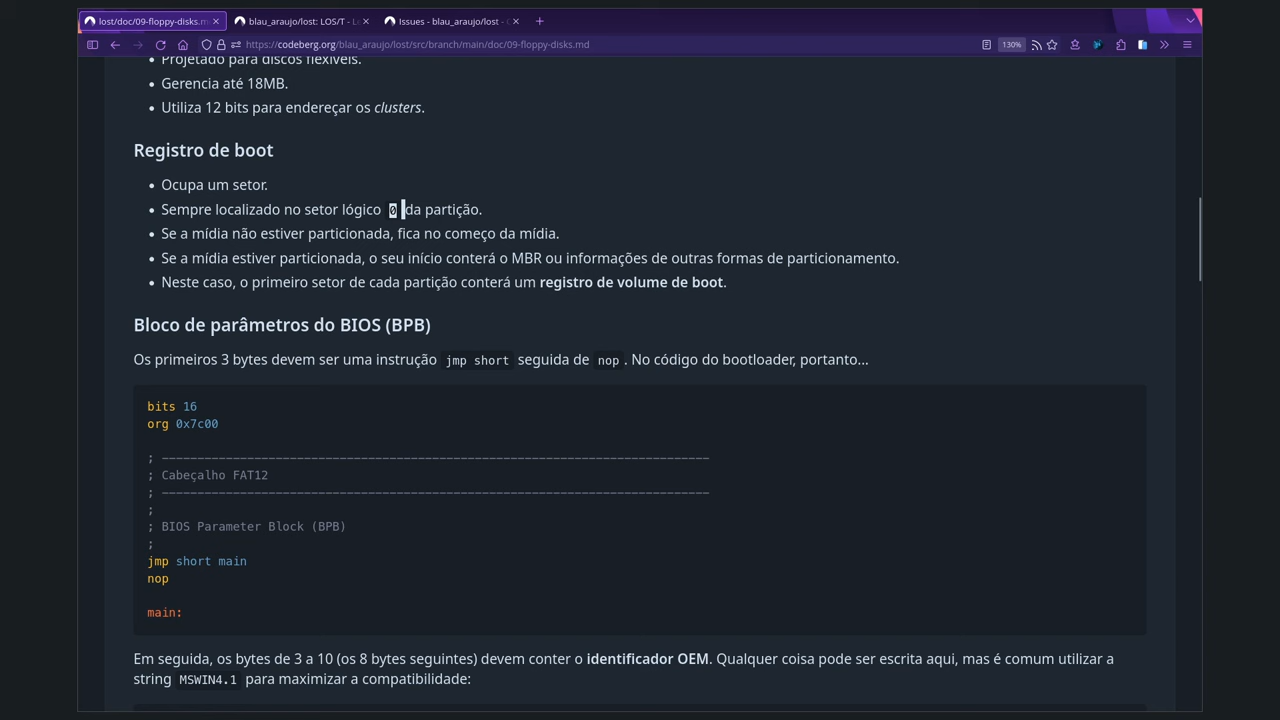 lost/doc/09-floppy-disks.m
blau_araujo/lost: LOS/T - L
Issues - blau_araujo/lost -
https://codeberg.org/blau_araujo/lost/src/branch/main/doc/09-floppy-disks.md
130%
Projetado para discos flexíveis.
Gerencia até 18MB.
Utiliza 12 bits para endereçar os clusters.
Registro de boot
Ocupa um setor.
Sempre localizado no setor lógico 0 da partição.
Se a mídia não estiver particionada, fica no começo da mídia.
Se a mídia estiver particionada, o seu início conterá o MBR ou informações de outras formas de particionamento.
Neste caso, o primeiro setor de cada partição conterá um registro de volume de boot.
Bloco de parâmetros do BIOS (BPB)
Os primeiros 3 bytes devem ser uma instrução jmp short seguida de nop. No código do bootloader, portanto...
bits 16
org 0x7c00
; -----------------------------------------------------------------------------
; Cabeçalho FAT12
; -----------------------------------------------------------------------------
;
; BIOS Parameter Block (BPB)
;
jmp short main
nop
main:
Em seguida, os bytes de 3 a 10 (os 8 bytes seguintes) devem conter o identificador OEM. Qualquer coisa pode ser escrita aqui, mas é comum utilizar a
string MSWIN4.1 para maximizar a compatibilidade: